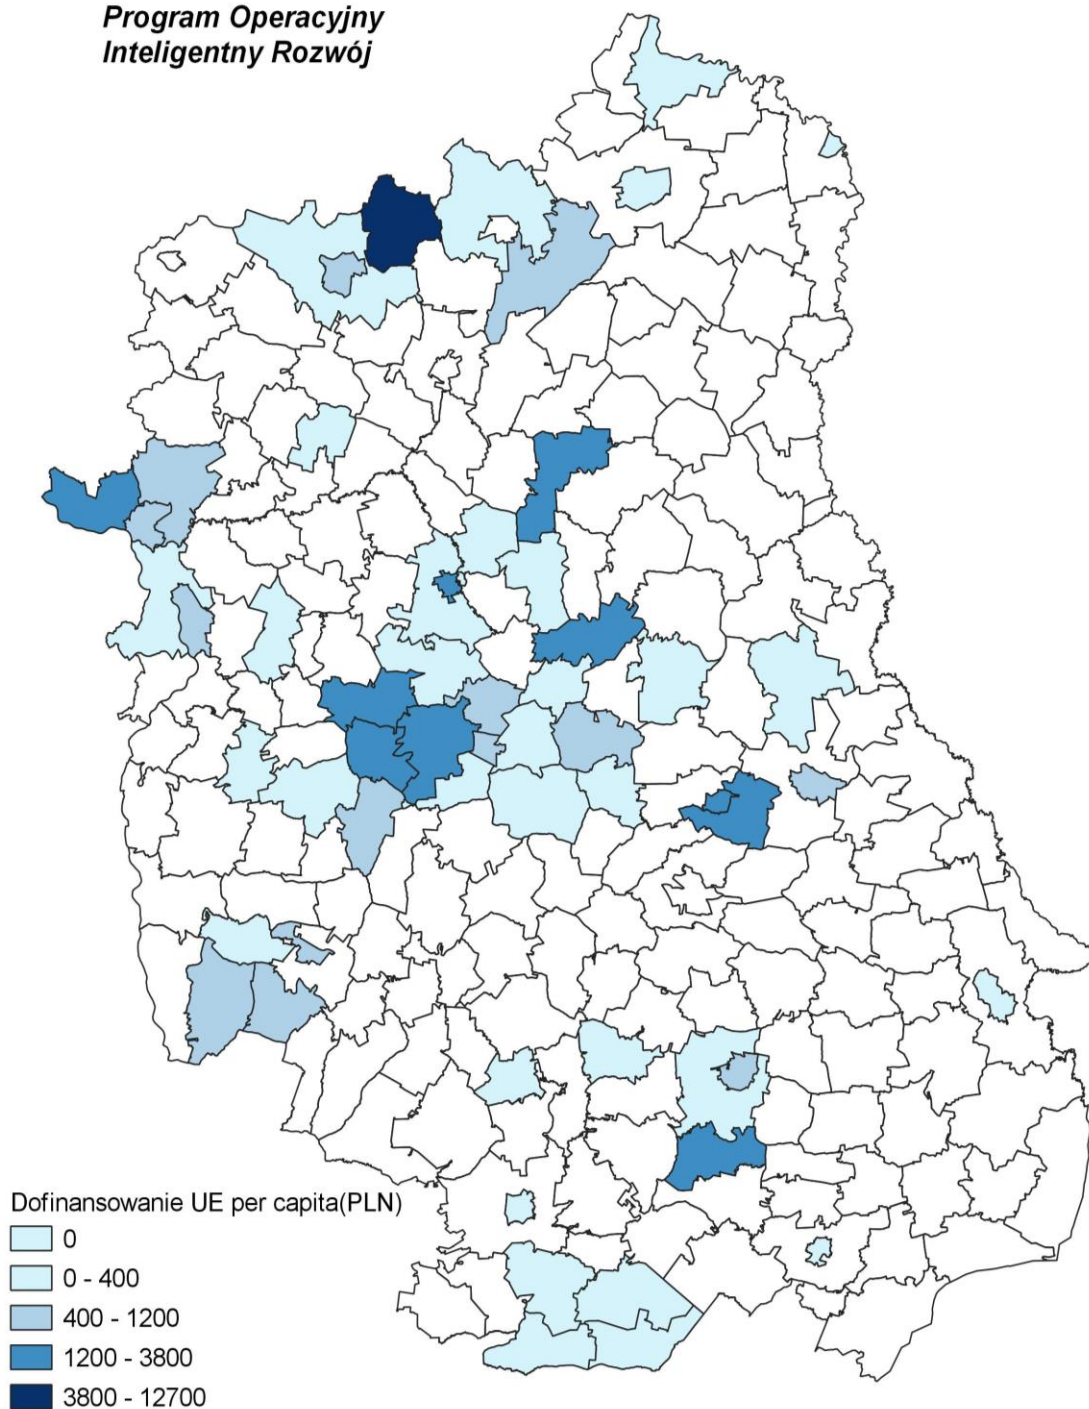 Program Operacyjny
Inteligentny Rozwój
Dofinansowanie UE per capita(PLN)
0
0 - 400
400 - 1200
1200 - 3800
3800 - 12700